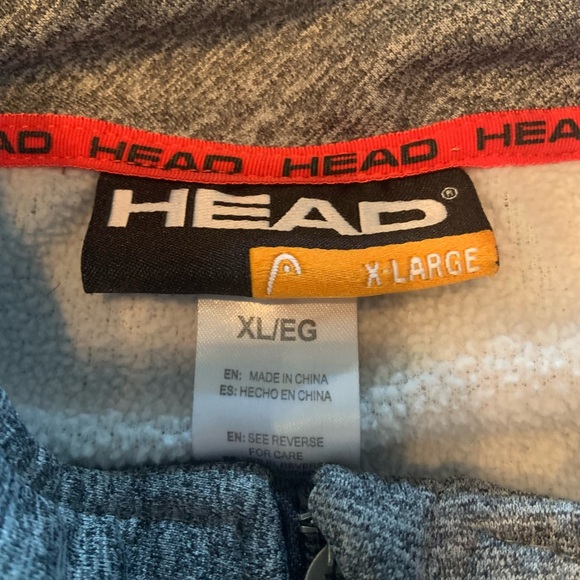 HEAD HEAD HEAD HEA
HEAD®
X-LARGE
XL/EG
EN: MADE IN CHINA
ES: HECHO EN CHINA
EN: SEE REVERSE
FOR CARE